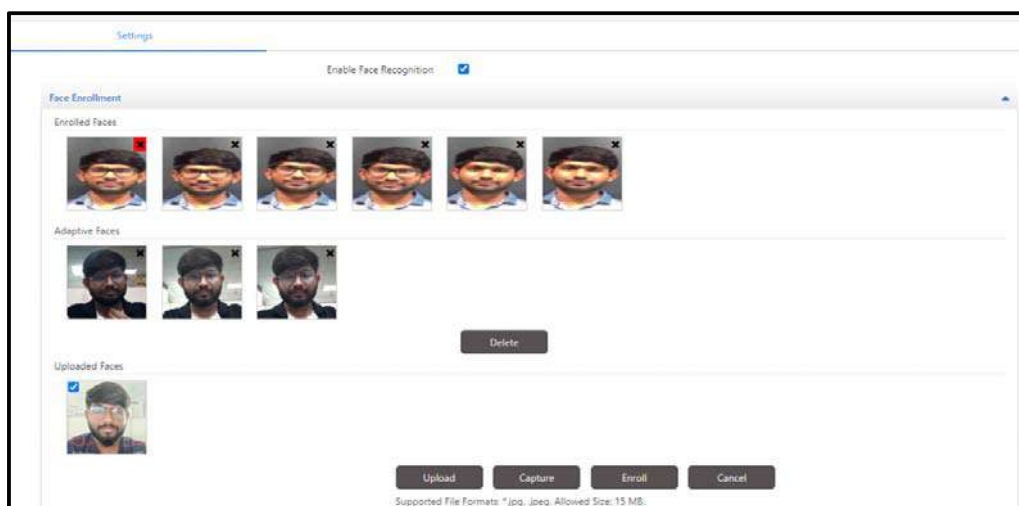 Settings
Enable Face Recognition
Face Enrollment
Enrolled Faces
Adaptive Faces
Delete
Uploaded Faces
Upload Capture Enroll Cancel
Supported File Formats: *.jpg, .jpeg. Allowed Size: 15 MB.